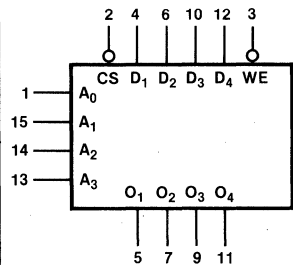 2 4 6 10 12 3
CS D₁ D₂ D₃ D₄ WE
1 A₀
15 A₁
14 A₂
13 A₃
O₁ O₂ O₃ O₄
5 7 9 11